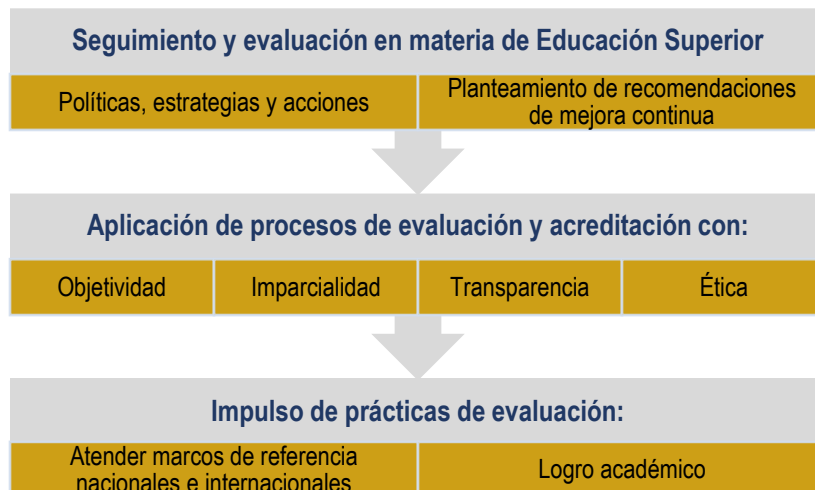 Seguimiento y evaluación en materia de Educación Superior
Políticas, estrategias y acciones
Planteamiento de recomendaciones
de mejora continua
Aplicación de procesos de evaluación y acreditación con:
Objetividad
Imparcialidad
Transparencia
Ética
Impulso de prácticas de evaluación:
Atender marcos de referencia
nacionales e internacionales
Logro académico